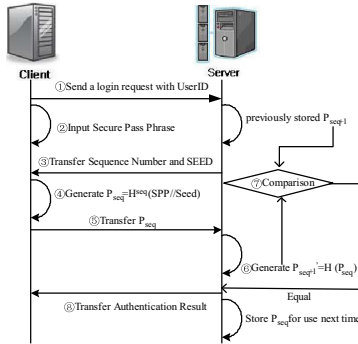 Client
Server
①Send a login request with UserID
②Input Secure Pass Phrase
previously stored Pseq+1
③Transfer Sequence Number and SEED
④Generate Pseq=Hseq(SPP//Seed)
⑦Comparison
⑤Transfer Pseq
⑥Generate Pseq+1'=H (Pseq)
Equal
⑧Transfer Authentication Result
Store Pseq for use next time